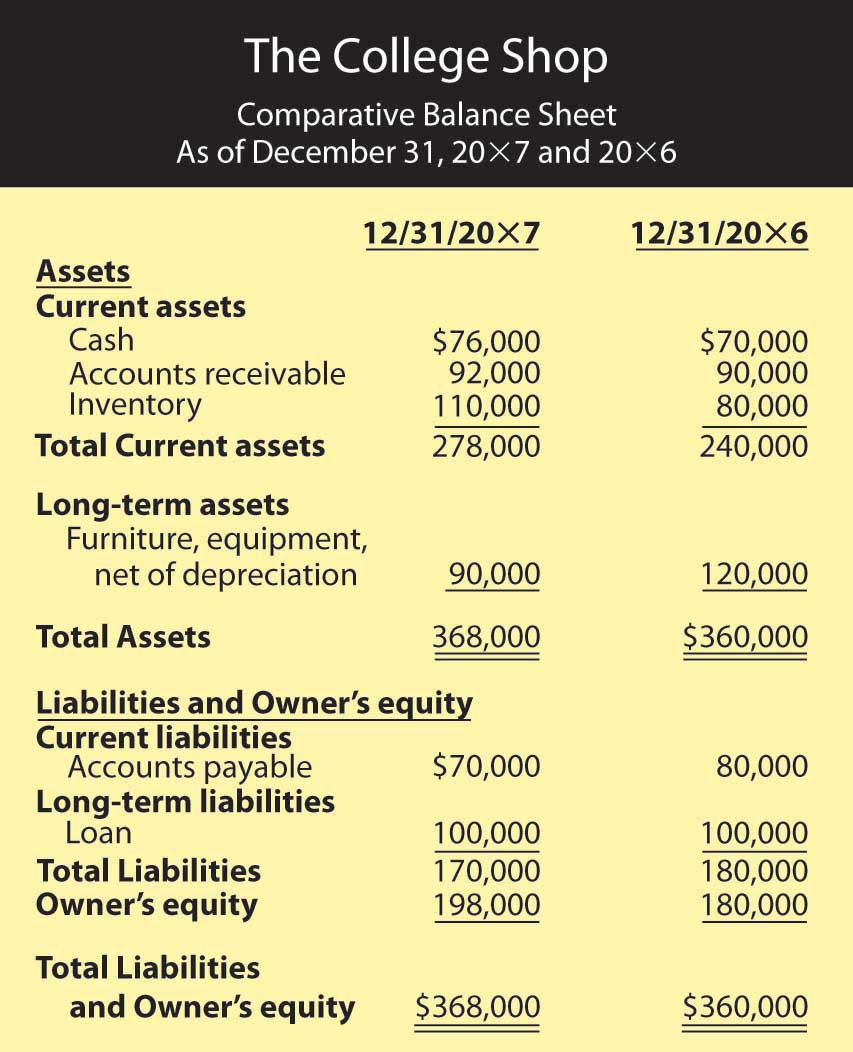 The College Shop
Comparative Balance Sheet
As of December 31, 20×7 and 20×6
12/31/20×7 12/31/20×6
Assets
Current assets
Cash $76,000 $70,000
Accounts receivable 92,000 90,000
Inventory 110,000 80,000
Total Current assets 278,000 240,000
Long-term assets
Furniture, equipment,
net of depreciation 90,000 120,000
Total Assets 368,000 $360,000
Liabilities and Owner’s equity
Current liabilities
Accounts payable $70,000 80,000
Long-term liabilities
Loan 100,000 100,000
Total Liabilities 170,000 180,000
Owner’s equity 198,000 180,000
Total Liabilities
and Owner’s equity $368,000 $360,000